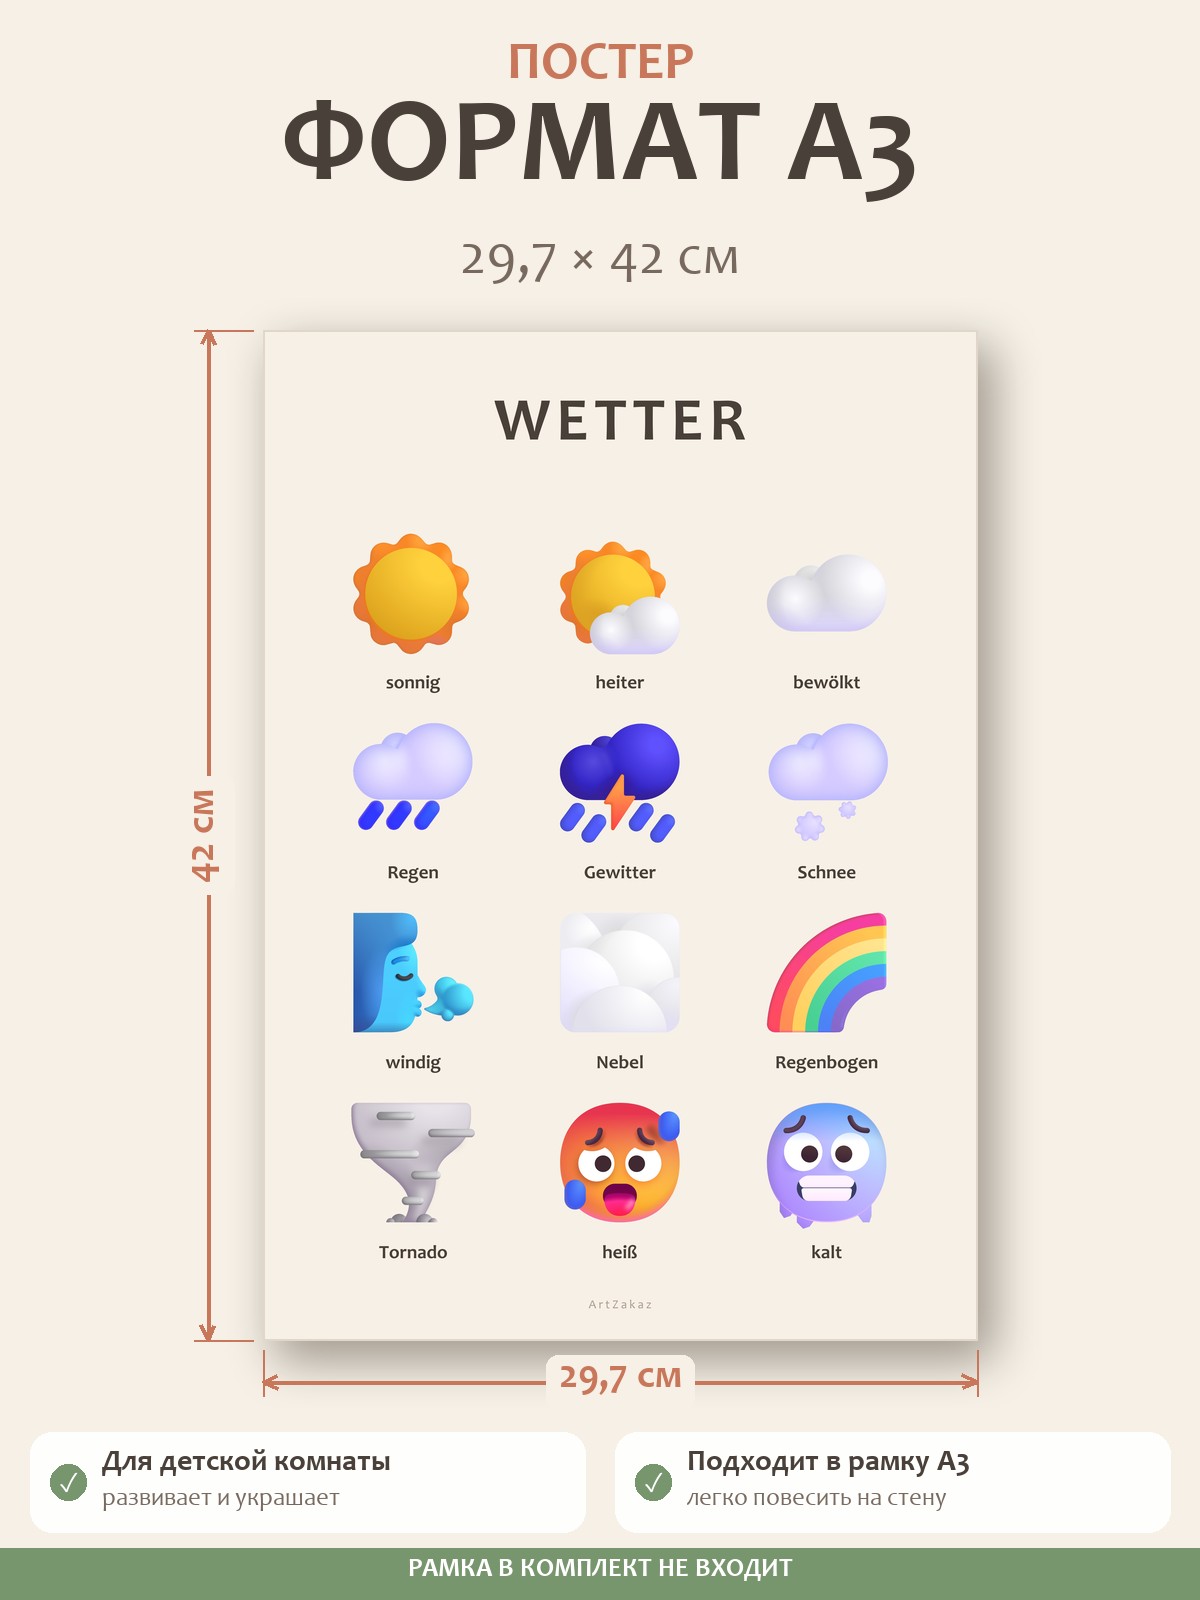 ПОСТЕР
ФОРМАТ А3
29,7 × 42 см
WETTER
sonnig heiter bewölkt
Regen Gewitter Schnee
42 см
windig Nebel Regenbogen
Tornado heiß kalt
ArtZakaz
29,7 см
Для детской комнаты
развивает и украшает
Подходит в рамку А3
легко повесить на стену
РАМКА В КОМПЛЕКТ НЕ ВХОДИТ